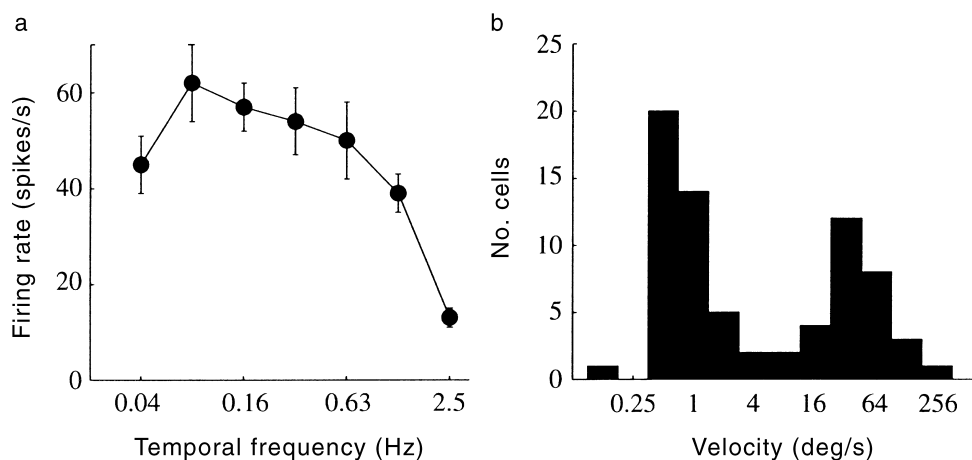 a
Firing rate (spikes/s)
60
40
20
0
0.04 0.16 0.63 2.5
Temporal frequency (Hz)
b
No. cells
25
20
15
10
5
0
0.25 1 4 16 64 256
Velocity (deg/s)